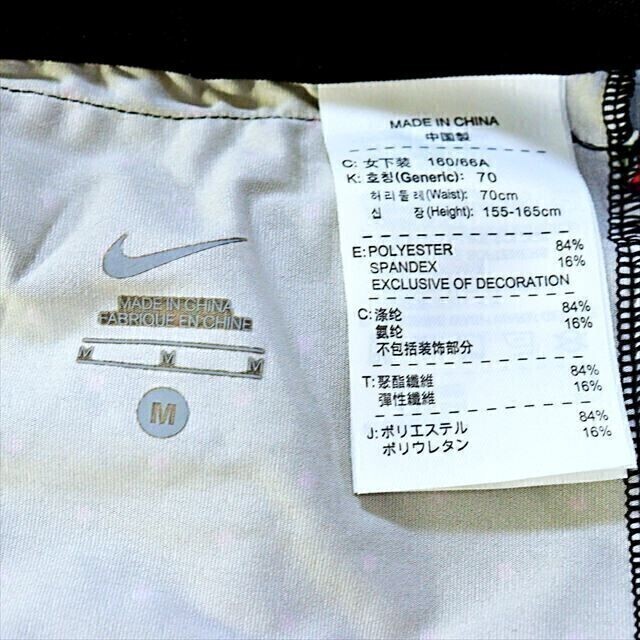 MADE IN CHINA
FABRIQUE EN CHINE
M M M
M
MADE IN CHINA
中国製
C: 女下装 160/66A
K: 호칭(Generic): 70
허리둘레(Waist): 70cm
신 장(Height): 155-165cm
E: POLYESTER 84%
SPANDEX 16%
EXCLUSIVE OF DECORATION
C: 涤纶 84%
氨纶 16%
不包括装饰部分
T: 聚酯纖維 84%
彈性纖維 16%
J: ポリエステル 84%
ポリウレタン 16%